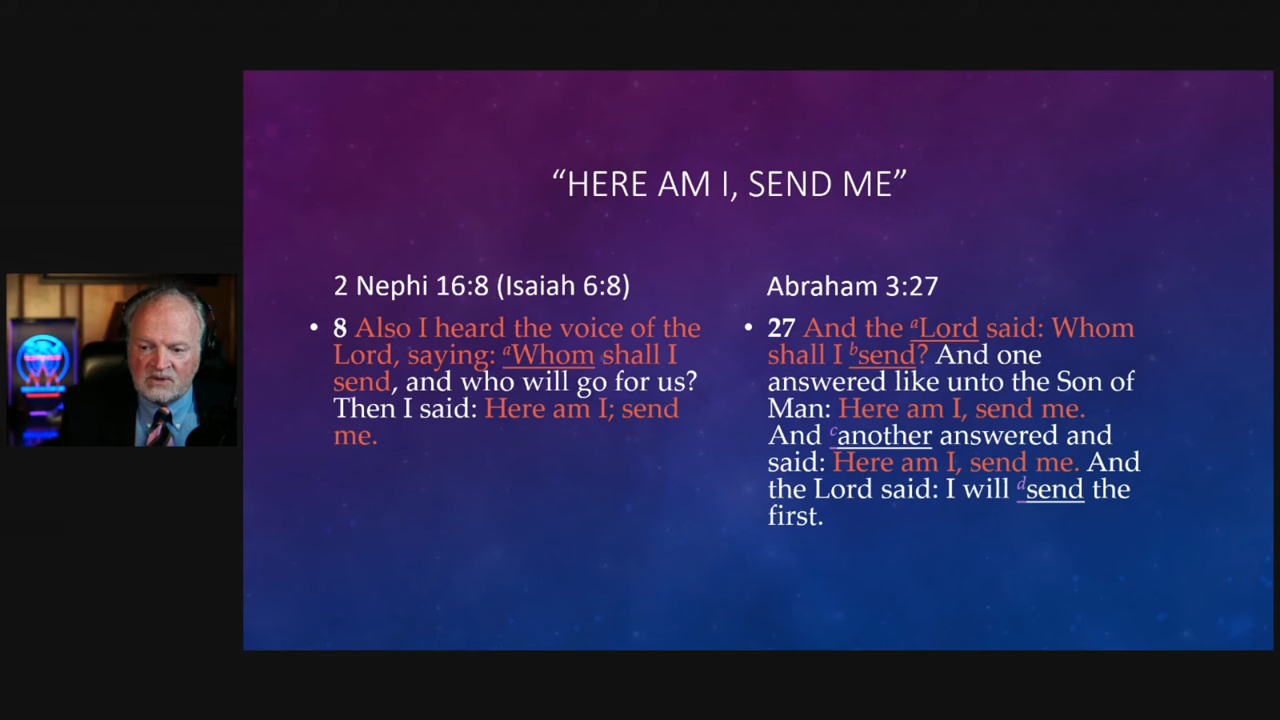 “HERE AM I, SEND ME”
2 Nephi 16:8 (Isaiah 6:8)
• 8 Also I heard the voice of the
Lord, saying: aWhom shall I
send, and who will go for us?
Then I said: Here am I; send
me.
Abraham 3:27
• 27 And the aLord said: Whom
shall I bsend? And one
answered like unto the Son of
Man: Here am I, send me.
And canother answered and
said: Here am I, send me. And
the Lord said: I will dsend the
first.